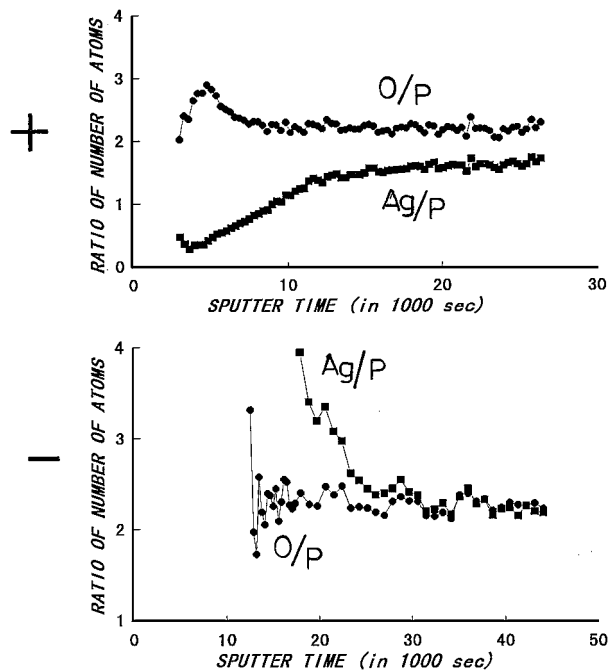 4
3
2
1
0
RATIO OF NUMBER OF ATOMS
+
O/P
Ag/P
0
10
20
30
SPUTTER TIME (in 1000 sec)
4
3
2
1
RATIO OF NUMBER OF ATOMS
−
Ag/P
O/P
0
10
20
30
40
50
SPUTTER TIME (in 1000 sec)